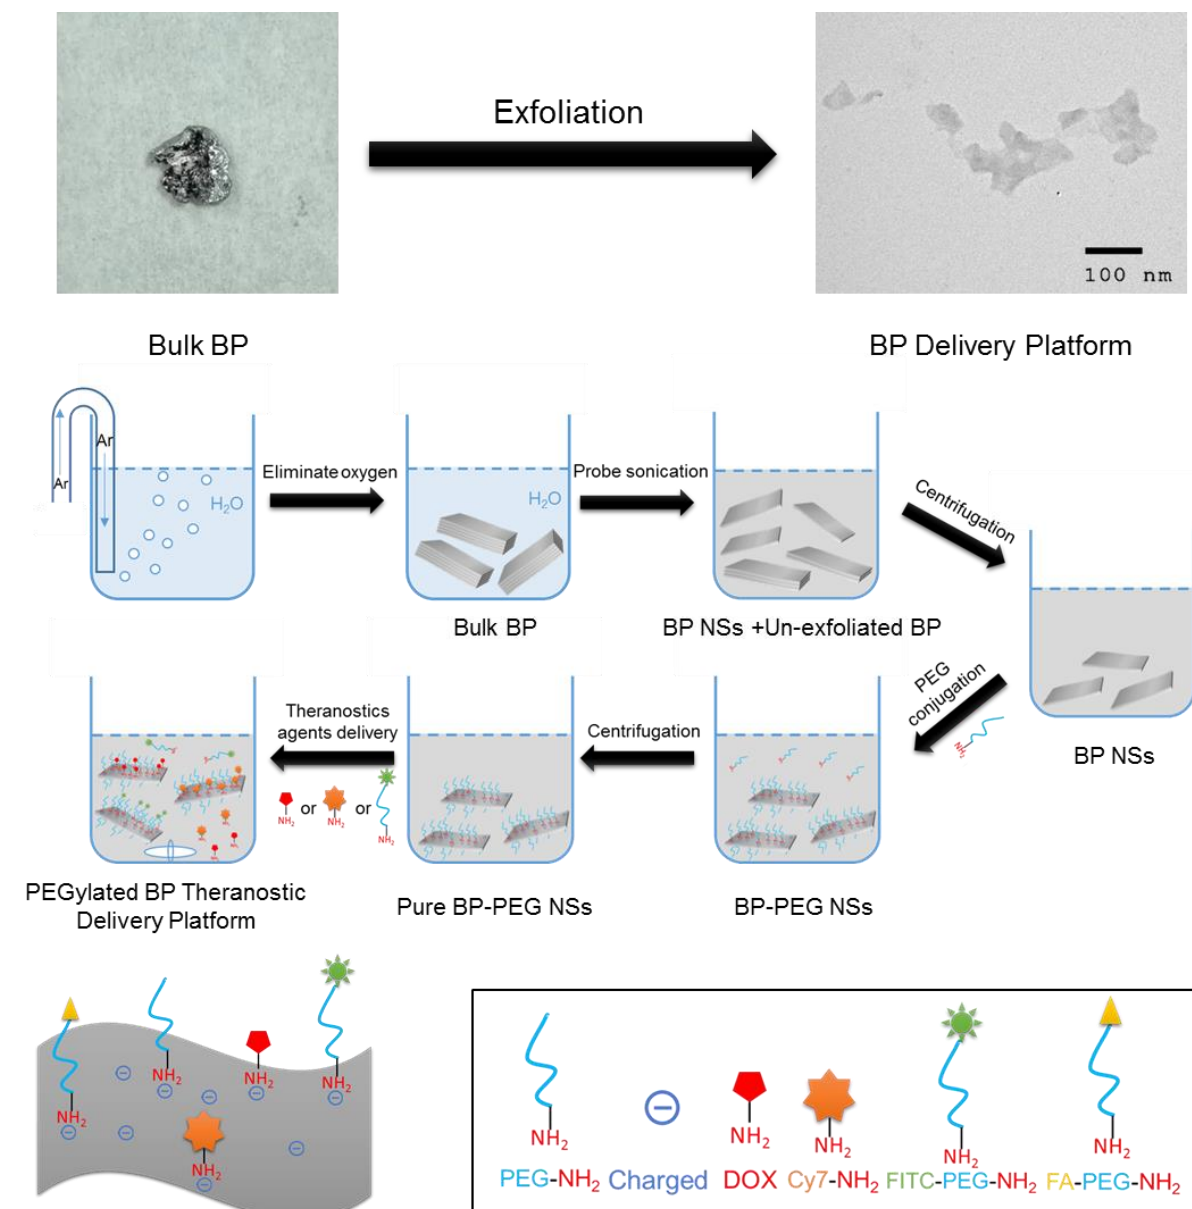 Exfoliation
100 nm
Bulk BP
BP Delivery Platform
Ar
Ar
H₂O
Eliminate oxygen
H₂O
Probe sonication
Centrifugation
Bulk BP
BP NSs +Un-exfoliated BP
BP NSs
PEG
conjugation
NH₂
BP-PEG NSs
Centrifugation
Pure BP-PEG NSs
Theranostics
agents delivery
or
or
NH₂
NH₂
NH₂
PEGylated BP Theranostic
Delivery Platform
NH₂
NH₂
NH₂
NH₂
NH₂
NH₂
NH₂
NH₂
NH₂
NH₂
PEG-NH₂
Charged
DOX
Cy7-NH₂
FITC-PEG-NH₂
FA-PEG-NH₂